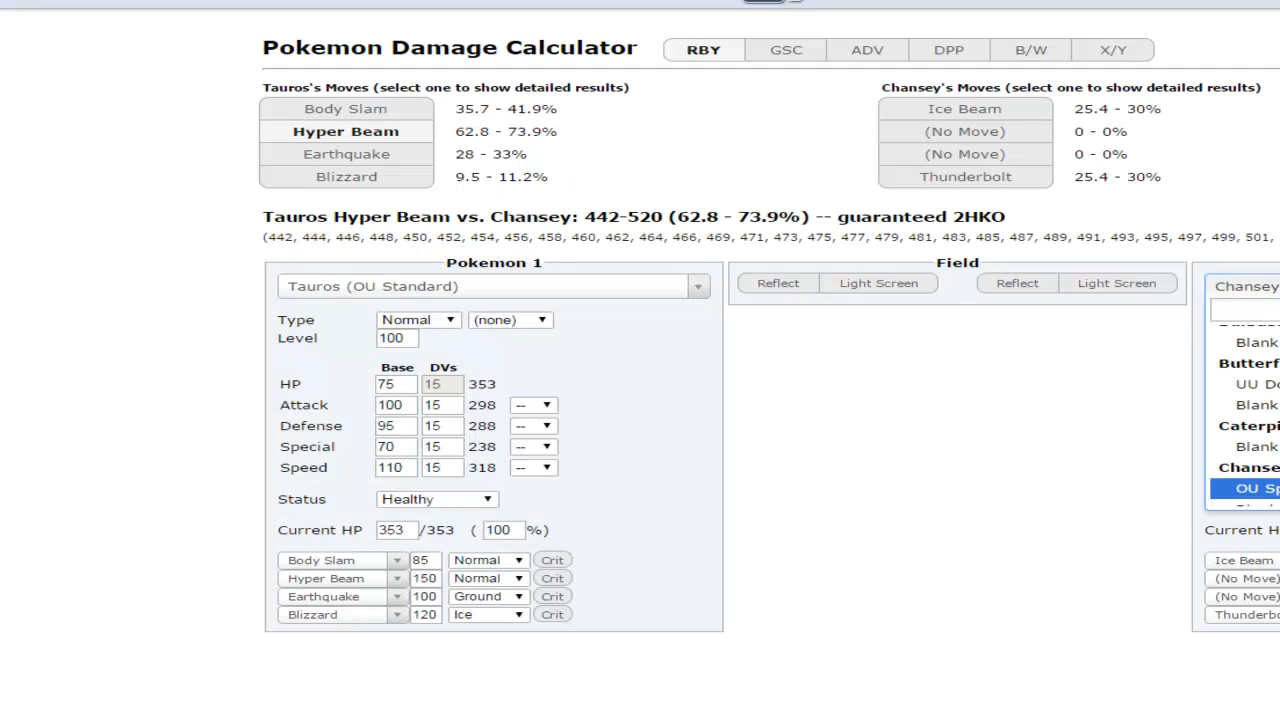 Pokemon Damage Calculator RBY GSC ADV DPP B/W X/Y
Tauros's Moves (select one to show detailed results) Chansey's Moves (select one to show detailed results)
Body Slam 35.7 - 41.9% Ice Beam 25.4 - 30%
Hyper Beam 62.8 - 73.9% (No Move) 0 - 0%
Earthquake 28 - 33% (No Move) 0 - 0%
Blizzard 9.5 - 11.2% Thunderbolt 25.4 - 30%
Tauros Hyper Beam vs. Chansey: 442-520 (62.8 - 73.9%) -- guaranteed 2HKO
(442, 444, 446, 448, 450, 452, 454, 456, 458, 460, 462, 464, 466, 469, 471, 473, 475, 477, 479, 481, 483, 485, 487, 489, 491, 493, 495, 497, 499, 501,
Pokemon 1 Field
Tauros (OU Standard) Reflect Light Screen Reflect Light Screen Chansey
Type Normal (none)
Level 100 Blank
Base DVs Butterf
HP 75 15 353 UU Do
Attack 100 15 298 -- Blank
Defense 95 15 288 -- Caterpi
Special 70 15 238 -- Blank
Speed 110 15 318 -- Chanse
Status Healthy OU Sp
Current HP 353 /353 ( 100 %) Current H
Body Slam 85 Normal Crit Ice Beam
Hyper Beam 150 Normal Crit (No Move)
Earthquake 100 Ground Crit (No Move)
Blizzard 120 Ice Crit Thunderbo